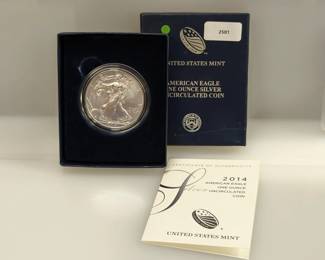 2581
UNITED STATES MINT
AMERICAN EAGLE
ONE OUNCE SILVER
UNCIRCULATED COIN
CERTIFICATE OF AUTHENTICITY
2014
Silver
AMERICAN EAGLE
ONE OUNCE
UNCIRCULATED
COIN
UNITED STATES MINT